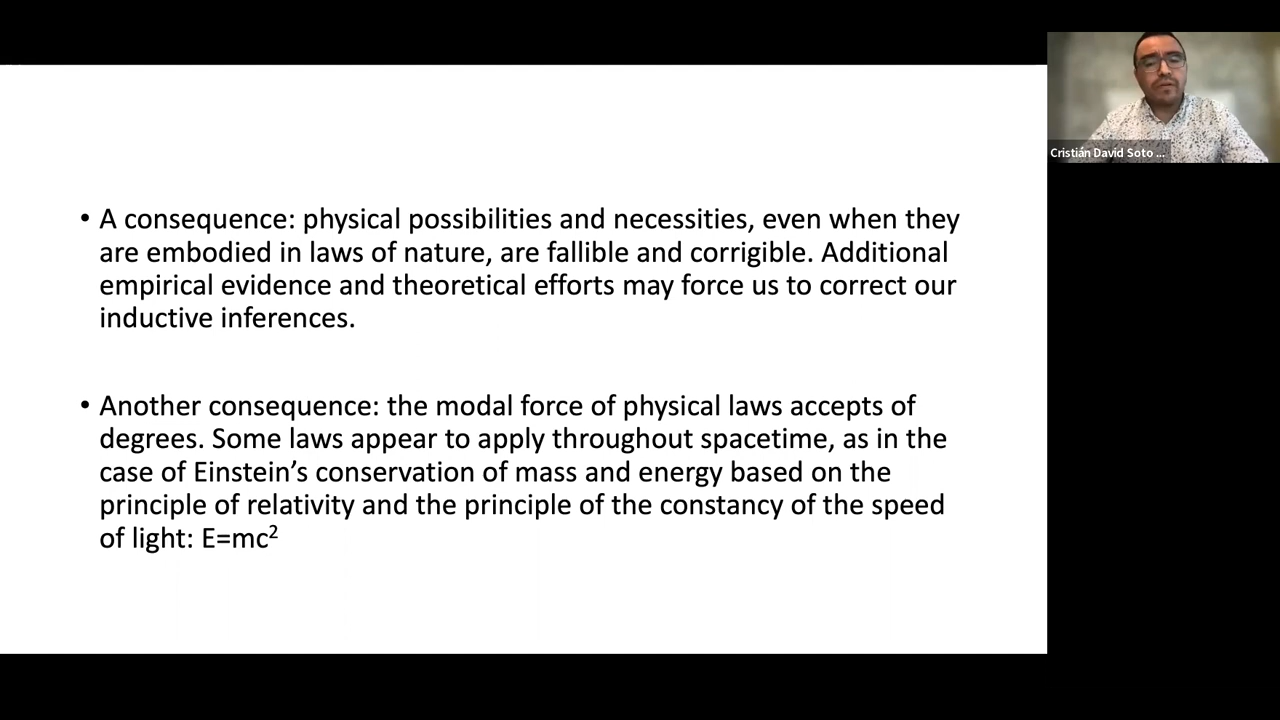 • A consequence: physical possibilities and necessities, even when they
are embodied in laws of nature, are fallible and corrigible. Additional
empirical evidence and theoretical efforts may force us to correct our
inductive inferences.
• Another consequence: the modal force of physical laws accepts of
degrees. Some laws appear to apply throughout spacetime, as in the
case of Einstein’s conservation of mass and energy based on the
principle of relativity and the principle of the constancy of the speed
of light: E=mc²
Cristián David Soto ...